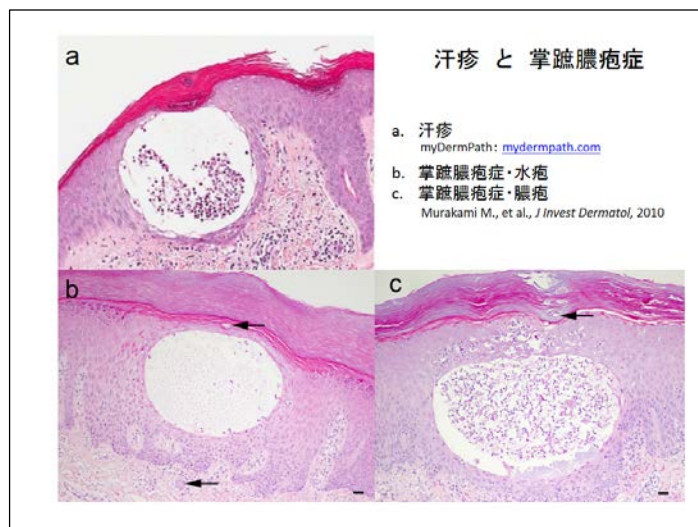 a
汗疹 と 掌蹠膿疱症
a. 汗疹
myDermPath: mydermpath.com
b. 掌蹠膿疱症・水疱
c. 掌蹠膿疱症・膿疱
Murakami M., et al., J Invest Dermatol, 2010
b
c